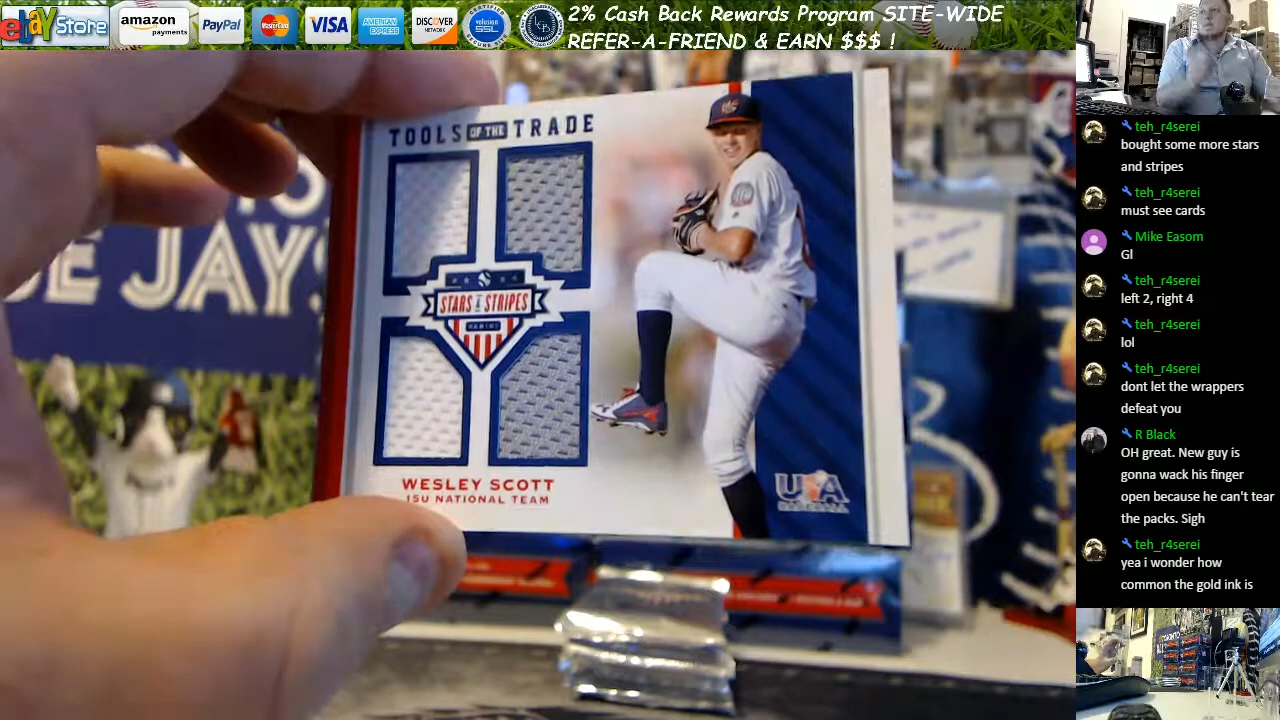 ebay Store
amazon
payments
PayPal
MasterCard
VISA
AMERICAN
EXPRESS
DISCOVER
NETWORK
volusion
SSL
2% Cash Back Rewards Program SITE-WIDE
REFER-A-FRIEND & EARN $$$ !
TOOLS OF THE TRADE
STARS & STRIPES
PANINI
WESLEY SCOTT
15U NATIONAL TEAM
USA
BASEBALL
JAYS
teh_r4serei
bought some more stars
and stripes
teh_r4serei
must see cards
Mike Easom
Gl
teh_r4serei
left 2, right 4
teh_r4serei
lol
teh_r4serei
dont let the wrappers
defeat you
R Black
OH great. New guy is
gonna wack his finger
open because he can't tear
the packs. Sigh
teh_r4serei
yea i wonder how
common the gold ink is